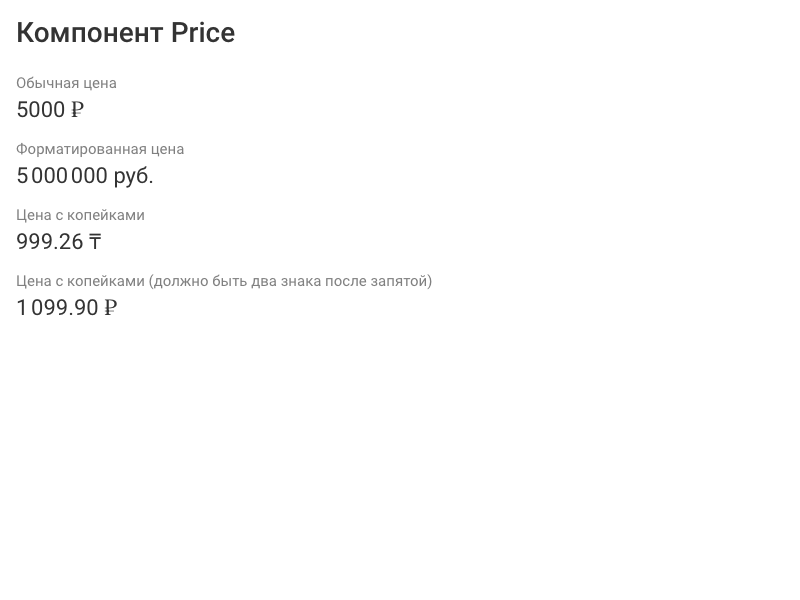 Компонент Price
Обычная цена
5000 ₽
Форматированная цена
5 000 000 руб.
Цена с копейками
999.26 ₸
Цена с копейками (должно быть два знака после запятой)
1 099.90 ₽